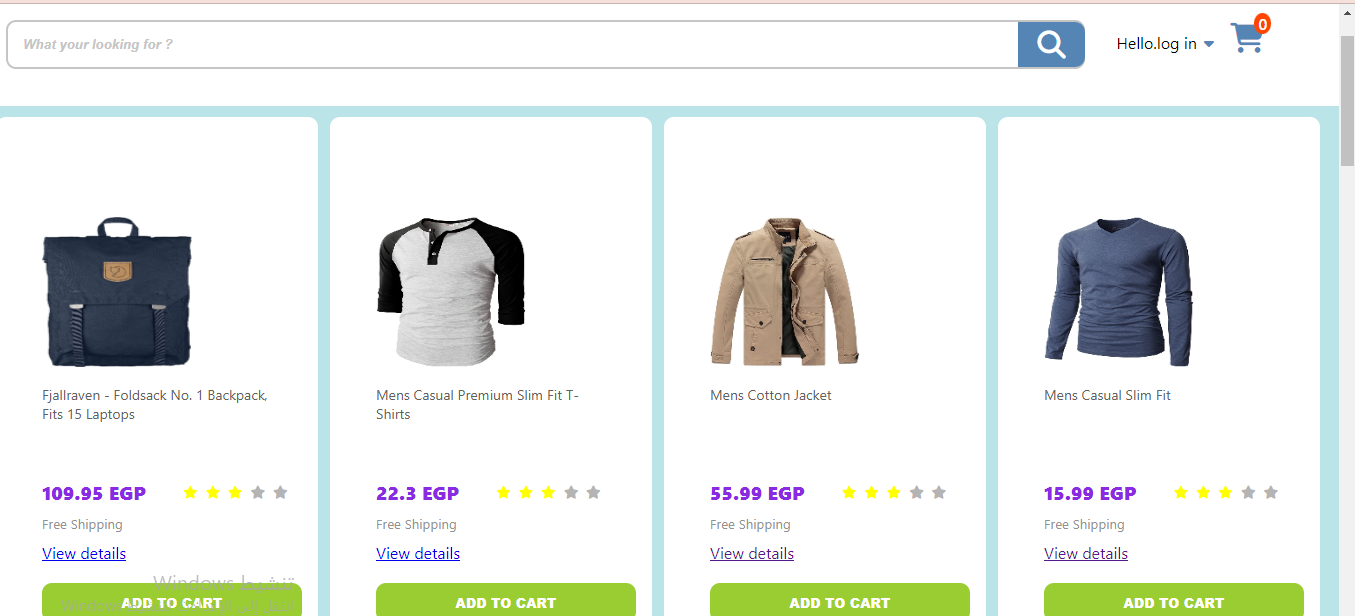 What your looking for ?
Hello.log in
0
Fjallraven - Foldsack No. 1 Backpack,
Fits 15 Laptops
109.95 EGP
Free Shipping
View details
ADD TO CART
Mens Casual Premium Slim Fit T-
Shirts
22.3 EGP
Free Shipping
View details
ADD TO CART
Mens Cotton Jacket
55.99 EGP
Free Shipping
View details
ADD TO CART
Mens Casual Slim Fit
15.99 EGP
Free Shipping
View details
ADD TO CART
تنشيط Windows